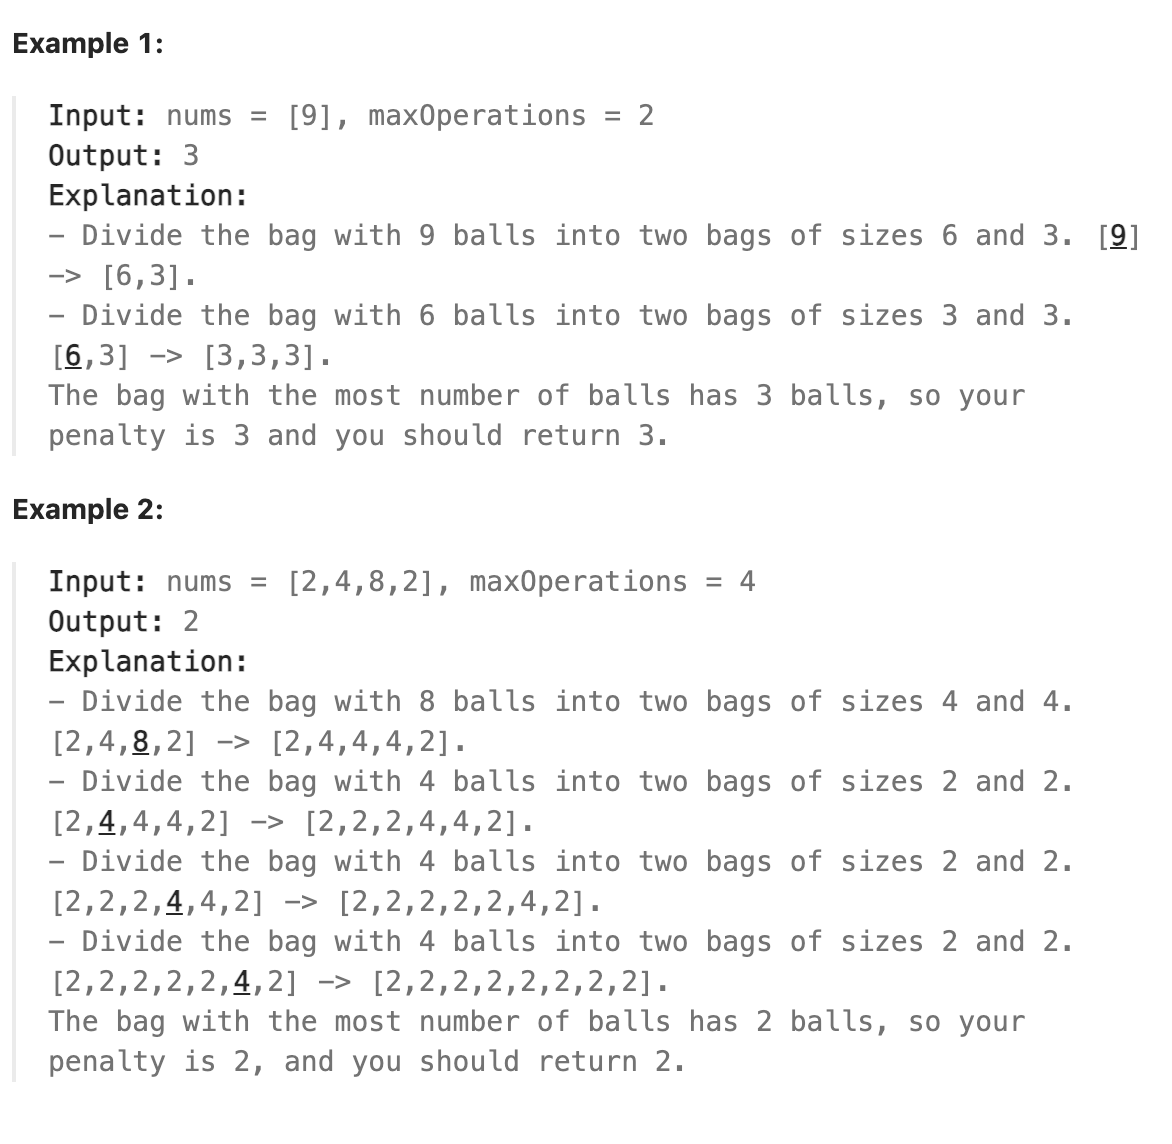 Example 1:
Input: nums = [9], maxOperations = 2
Output: 3
Explanation:
- Divide the bag with 9 balls into two bags of sizes 6 and 3. [9]
-> [6,3].
- Divide the bag with 6 balls into two bags of sizes 3 and 3.
[6,3] -> [3,3,3].
The bag with the most number of balls has 3 balls, so your
penalty is 3 and you should return 3.
Example 2:
Input: nums = [2,4,8,2], maxOperations = 4
Output: 2
Explanation:
- Divide the bag with 8 balls into two bags of sizes 4 and 4.
[2,4,8,2] -> [2,4,4,4,2].
- Divide the bag with 4 balls into two bags of sizes 2 and 2.
[2,4,4,4,2] -> [2,2,2,4,4,2].
- Divide the bag with 4 balls into two bags of sizes 2 and 2.
[2,2,2,4,4,2] -> [2,2,2,2,2,4,2].
- Divide the bag with 4 balls into two bags of sizes 2 and 2.
[2,2,2,2,2,4,2] -> [2,2,2,2,2,2,2,2].
The bag with the most number of balls has 2 balls, so your
penalty is 2, and you should return 2.